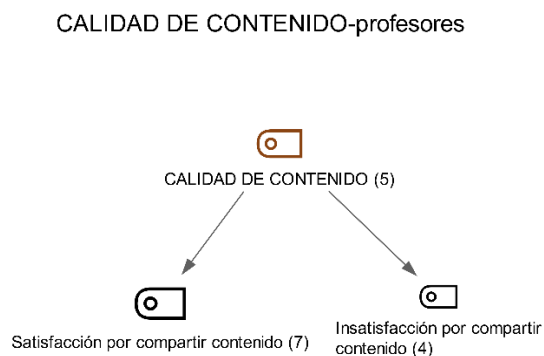 CALIDAD DE CONTENIDO-profesores
CALIDAD DE CONTENIDO (5)
Satisfacción por compartir contenido (7)
Insatisfacción por compartir
contenido (4)